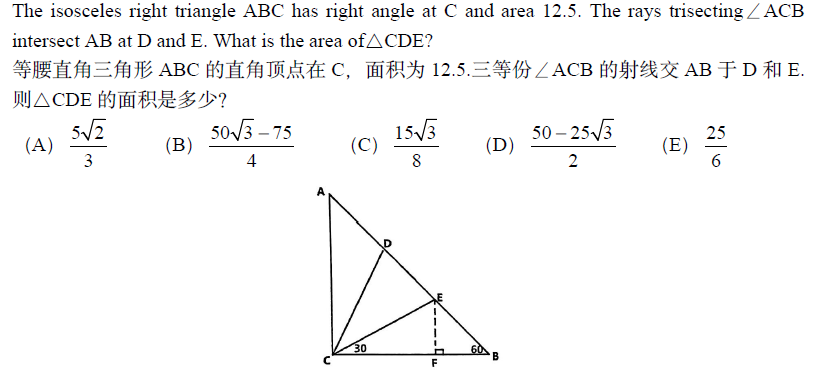 The isosceles right triangle ABC has right angle at C and area 12.5. The rays trisecting∠ACB
intersect AB at D and E. What is the area of△CDE?
等腰直角三角形 ABC 的直角顶点在 C，面积为 12.5.三等份∠ACB 的射线交 AB 于 D 和 E.
则△CDE 的面积是多少?
(A) 5√2/3 (B) 50√3−75/4 (C) 15√3/8 (D) 50−25√3/2 (E) 25/6
A
D
E
30 60
C F B